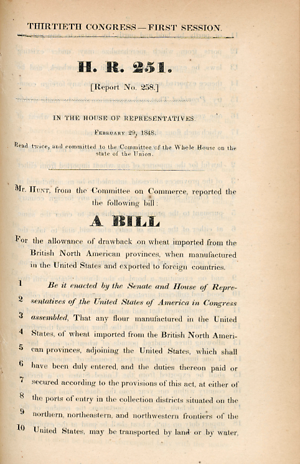 THIRTIETH CONGRESS—FIRST SESSION.
H. R. 251.
[Report No. 258.]
IN THE HOUSE OF REPRESENTATIVES
FEBRUARY 29, 1848.
Read twice, and committed to the Committee of the Whole House on the
state of the Union.
Mr. HUNT, from the Committee on Commerce, reported the
the following bill
A BILL
For the allowance of drawback on wheat imported from the
British North American provinces, when manufactured
in the United States and exported to foreign countries.
1 Be it enacted by the Senate and House of Repre-
2 sentatives of the United States of America in Congress
3 assembled, That any flour manufactured in the United
4 States, of wheat imported from the British North Ameri-
5 can provinces, adjoining the United States, which shall
6 have been duly entered, and the duties thereon paid or
7 secured according to the provisions of this act, at either of
8 the ports of entry in the collection districts situated on the
9 northern, northeastern, and northwestern frontiers of the
10 United States, may be transported by land or by water,